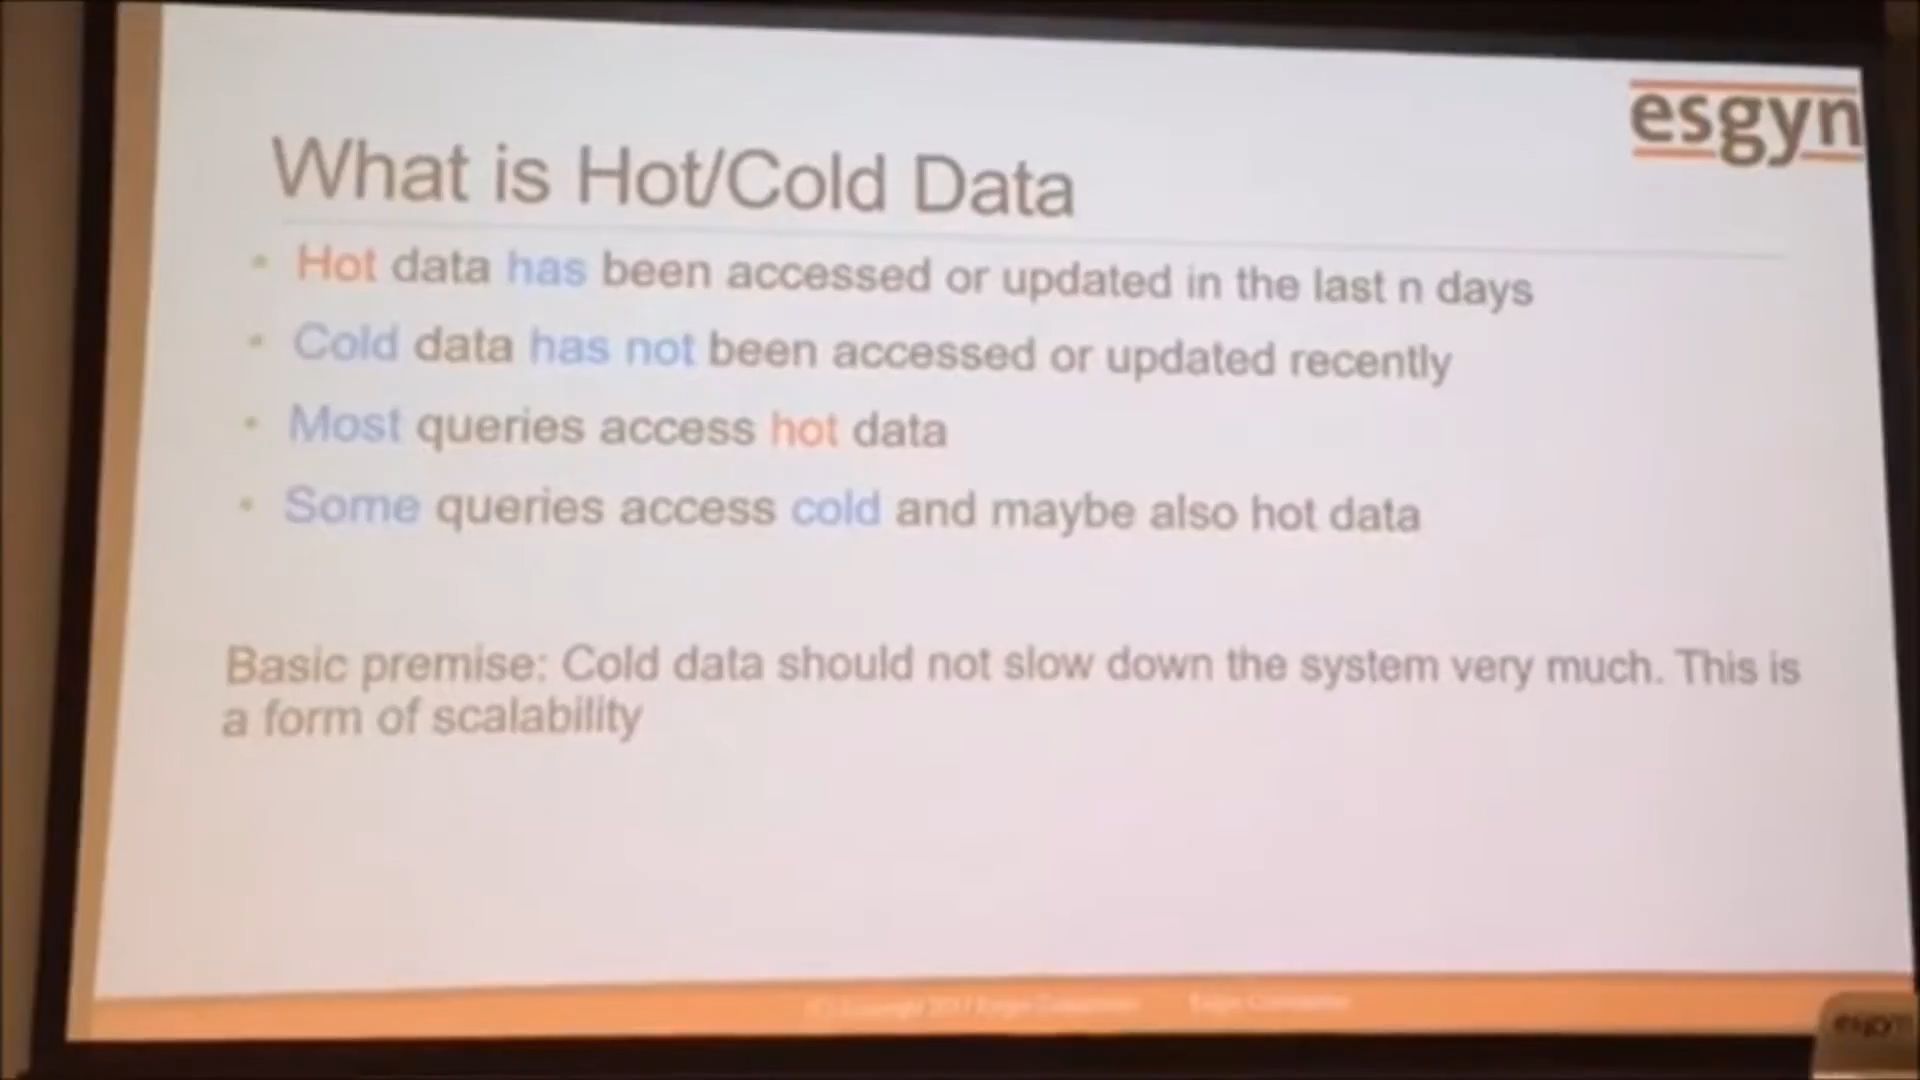 esgyn
What is Hot/Cold Data
• Hot data has been accessed or updated in the last n days
• Cold data has not been accessed or updated recently
• Most queries access hot data
• Some queries access cold and maybe also hot data
Basic premise: Cold data should not slow down the system very much. This is
a form of scalability
esgyn